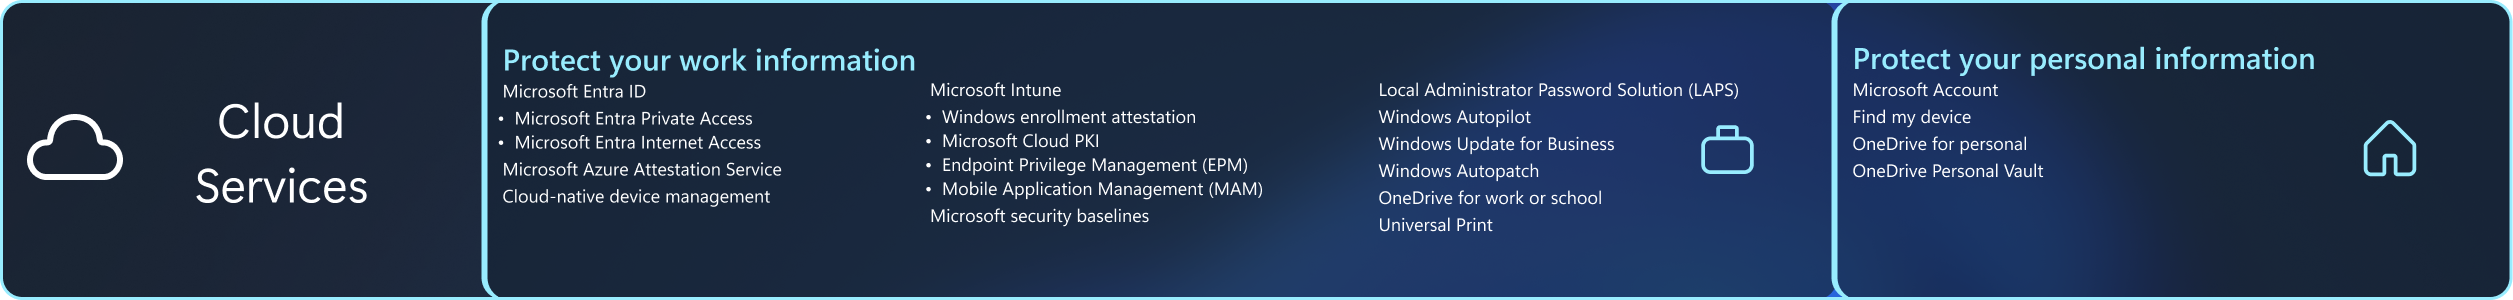 Cloud
Services
Protect your work information
Microsoft Entra ID
• Microsoft Entra Private Access
• Microsoft Entra Internet Access
Microsoft Azure Attestation Service
Cloud-native device management
Microsoft Intune
• Windows enrollment attestation
• Microsoft Cloud PKI
• Endpoint Privilege Management (EPM)
• Mobile Application Management (MAM)
Microsoft security baselines
Local Administrator Password Solution (LAPS)
Windows Autopilot
Windows Update for Business
Windows Autopatch
OneDrive for work or school
Universal Print
Protect your personal information
Microsoft Account
Find my device
OneDrive for personal
OneDrive Personal Vault